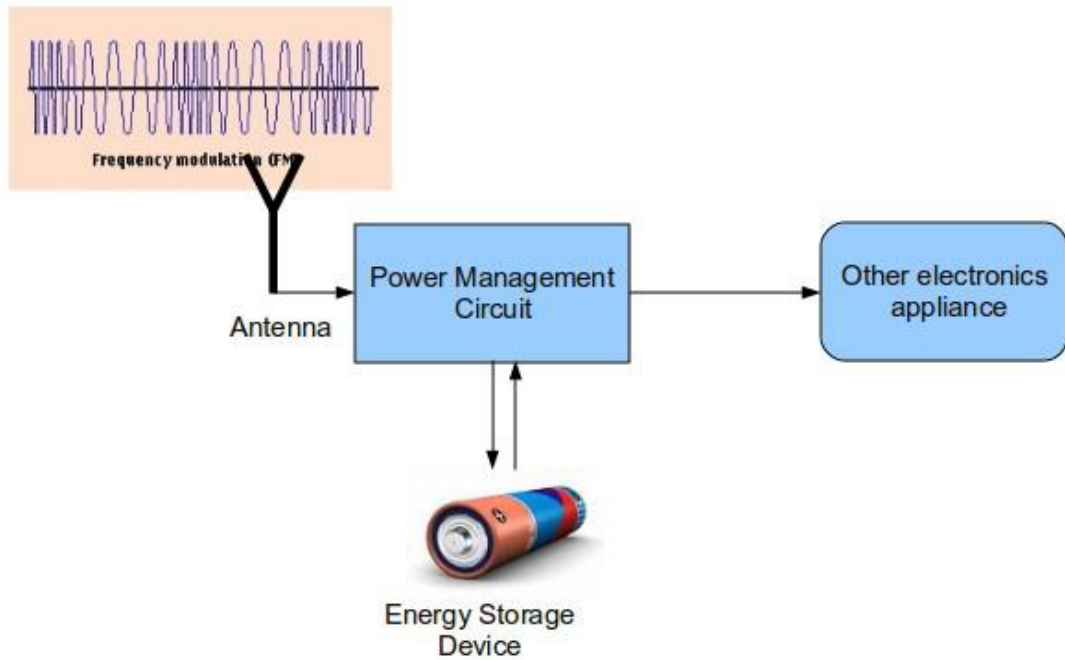 Frequency modulation (FM)
Antenna
Power Management
Circuit
Other electronics
appliance
Energy Storage
Device